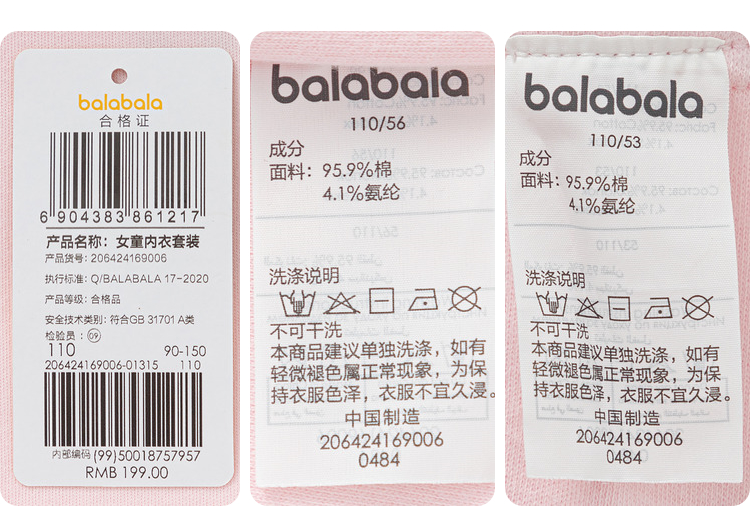 balabala
合格证
6 904383 861217
产品名称: 女童内衣套装
产品货号: 206424169006
执行标准: Q/BALABALA 17-2020
产品等级: 合格品
安全技术类别: 符合GB 31701 A类
检验员: 09
110 90-150
206424169006-01315 110
内部编码 (99)50018757957
RMB 199.00
balabala
110/56
成分
面料: 95.9%棉
4.1%氨纶
洗涤说明
不可干洗
本商品建议单独洗涤，如有
轻微褪色属正常现象，为保
持衣服色泽，衣服不宜久浸。
中国制造
206424169006
0484
balabala
110/53
成分
面料: 95.9%棉
4.1%氨纶
洗涤说明
不可干洗
本商品建议单独洗涤，如有
轻微褪色属正常现象，为保
持衣服色泽，衣服不宜久浸。
中国制造
206424169006
0484